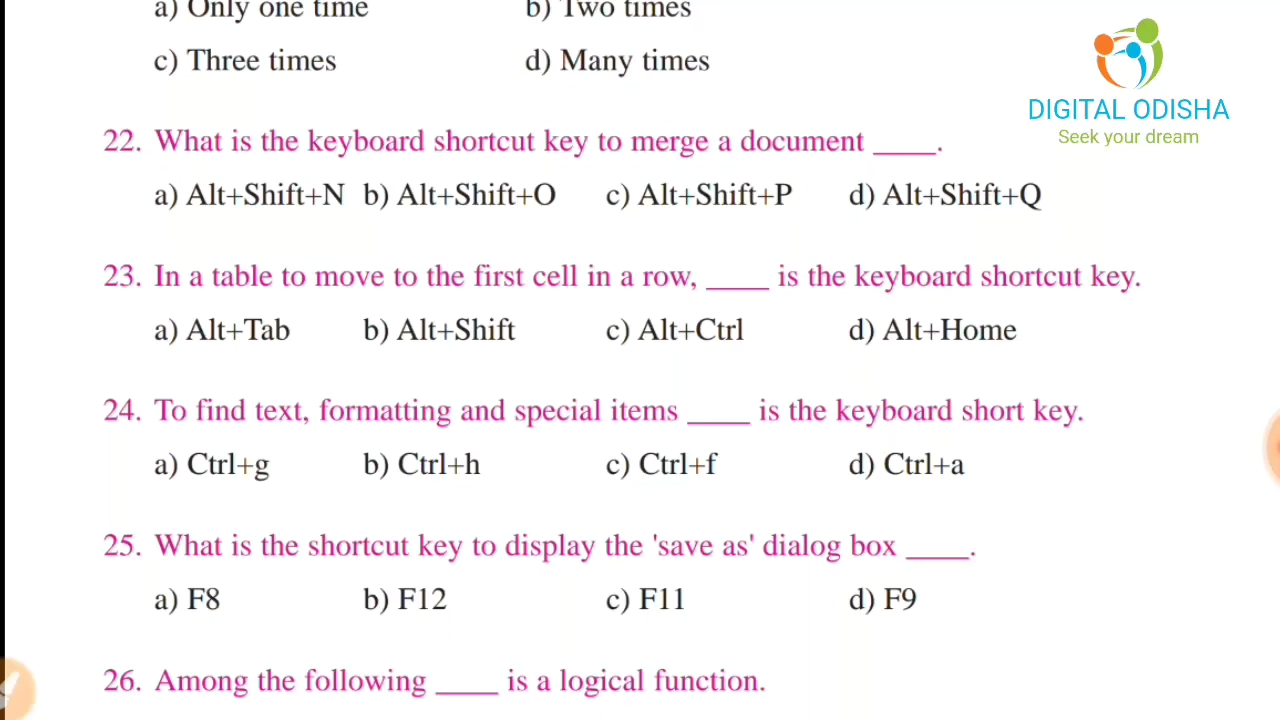 a) Only one time b) Two times
c) Three times d) Many times
DIGITAL ODISHA
Seek your dream
22. What is the keyboard shortcut key to merge a document ____.
a) Alt+Shift+N b) Alt+Shift+O c) Alt+Shift+P d) Alt+Shift+Q
23. In a table to move to the first cell in a row, ____ is the keyboard shortcut key.
a) Alt+Tab b) Alt+Shift c) Alt+Ctrl d) Alt+Home
24. To find text, formatting and special items ____ is the keyboard short key.
a) Ctrl+g b) Ctrl+h c) Ctrl+f d) Ctrl+a
25. What is the shortcut key to display the 'save as' dialog box ____.
a) F8 b) F12 c) F11 d) F9
26. Among the following ____ is a logical function.